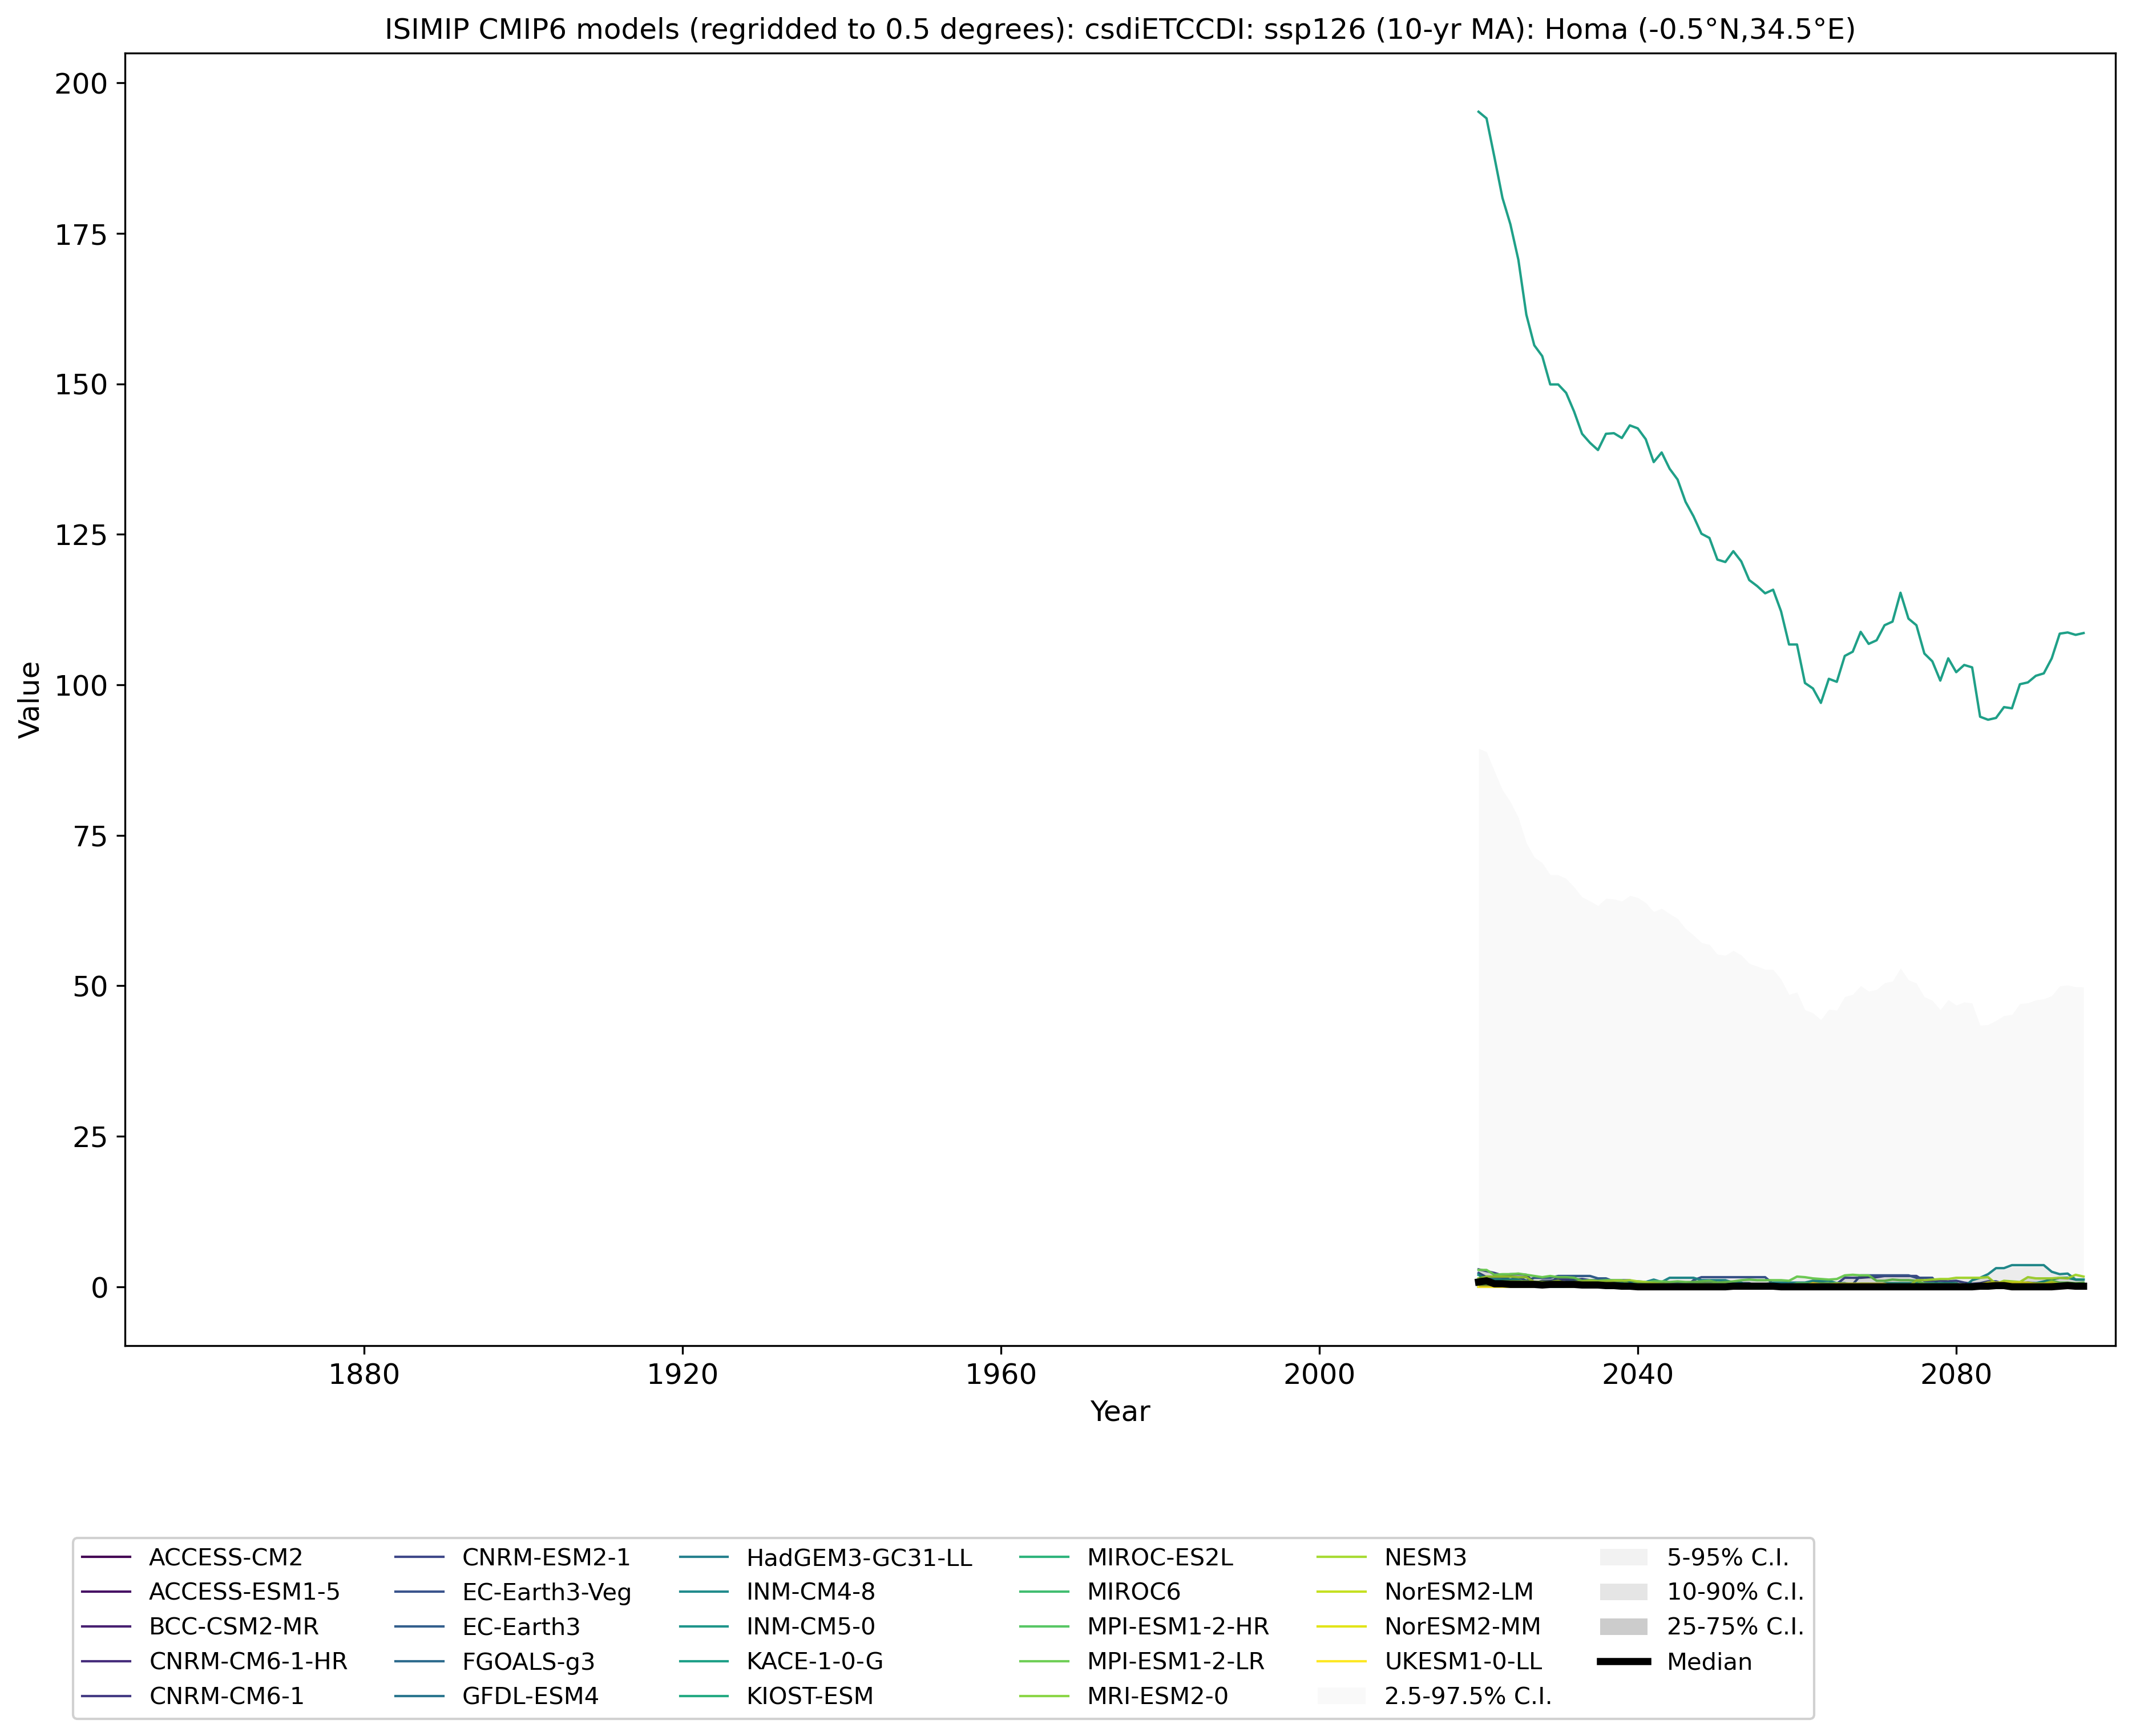 ISIMIP CMIP6 models (regridded to 0.5 degrees): csdiETCCDI: ssp126 (10-yr MA): Homa (-0.5°N,34.5°E)
200
175
150
125
100
75
50
25
0
Value
1880 1920 1960 2000 2040 2080
Year
ACCESS-CM2
ACCESS-ESM1-5
BCC-CSM2-MR
CNRM-CM6-1-HR
CNRM-CM6-1
CNRM-ESM2-1
EC-Earth3-Veg
EC-Earth3
FGOALS-g3
GFDL-ESM4
HadGEM3-GC31-LL
INM-CM4-8
INM-CM5-0
KACE-1-0-G
KIOST-ESM
MIROC-ES2L
MIROC6
MPI-ESM1-2-HR
MPI-ESM1-2-LR
MRI-ESM2-0
NESM3
NorESM2-LM
NorESM2-MM
UKESM1-0-LL
2.5-97.5% C.I.
5-95% C.I.
10-90% C.I.
25-75% C.I.
Median